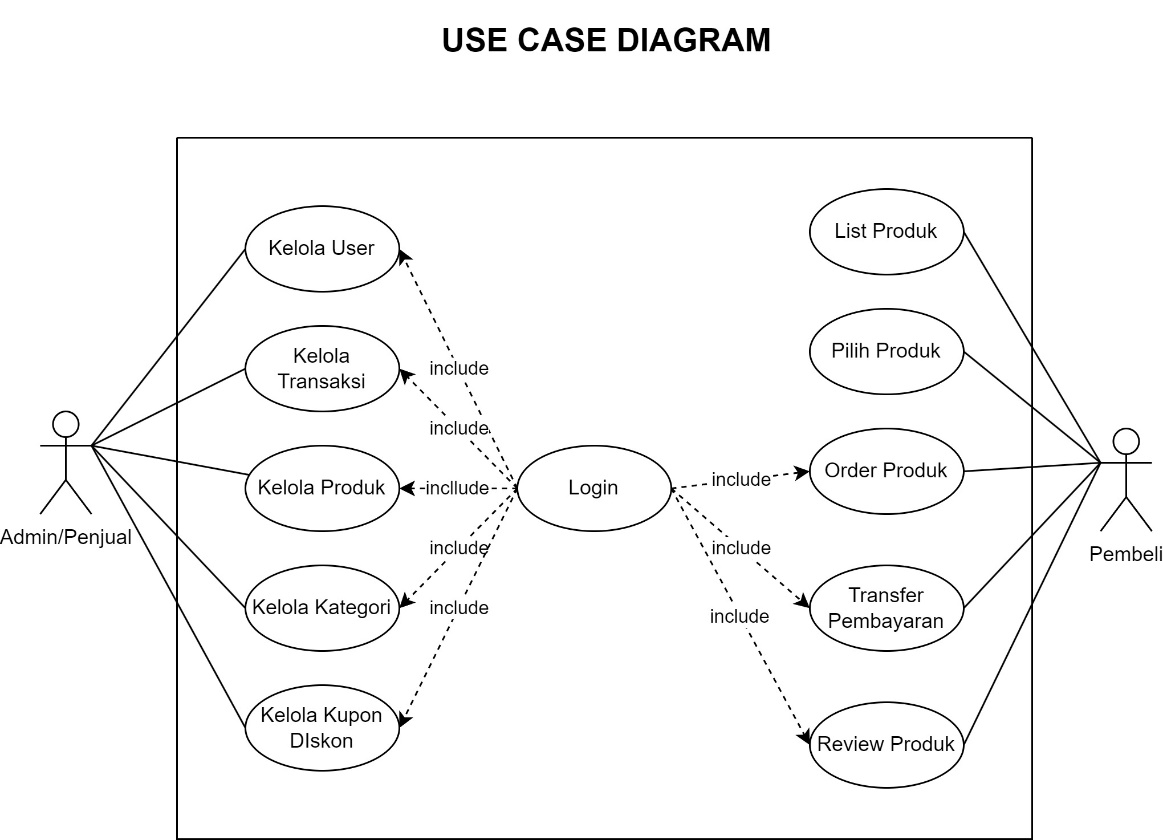 USE CASE DIAGRAM
Kelola User
Kelola
Transaksi
Kelola Produk
Kelola Kategori
Kelola Kupon
DIskon
Admin/Penjual
include
include
incllude
include
include
Login
include
include
include
List Produk
Pilih Produk
Order Produk
Transfer
Pembayaran
Review Produk
Pembeli